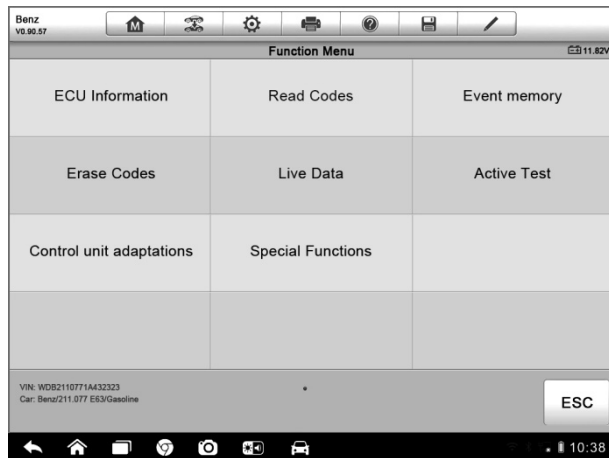 Benz
V0.90.57
M
Function Menu
11.82V
ECU Information
Read Codes
Event memory
Erase Codes
Live Data
Active Test
Control unit adaptations
Special Functions
VIN: WDB2110771A432323
Car: Benz/211.077 E63/Gasoline
ESC
10:38